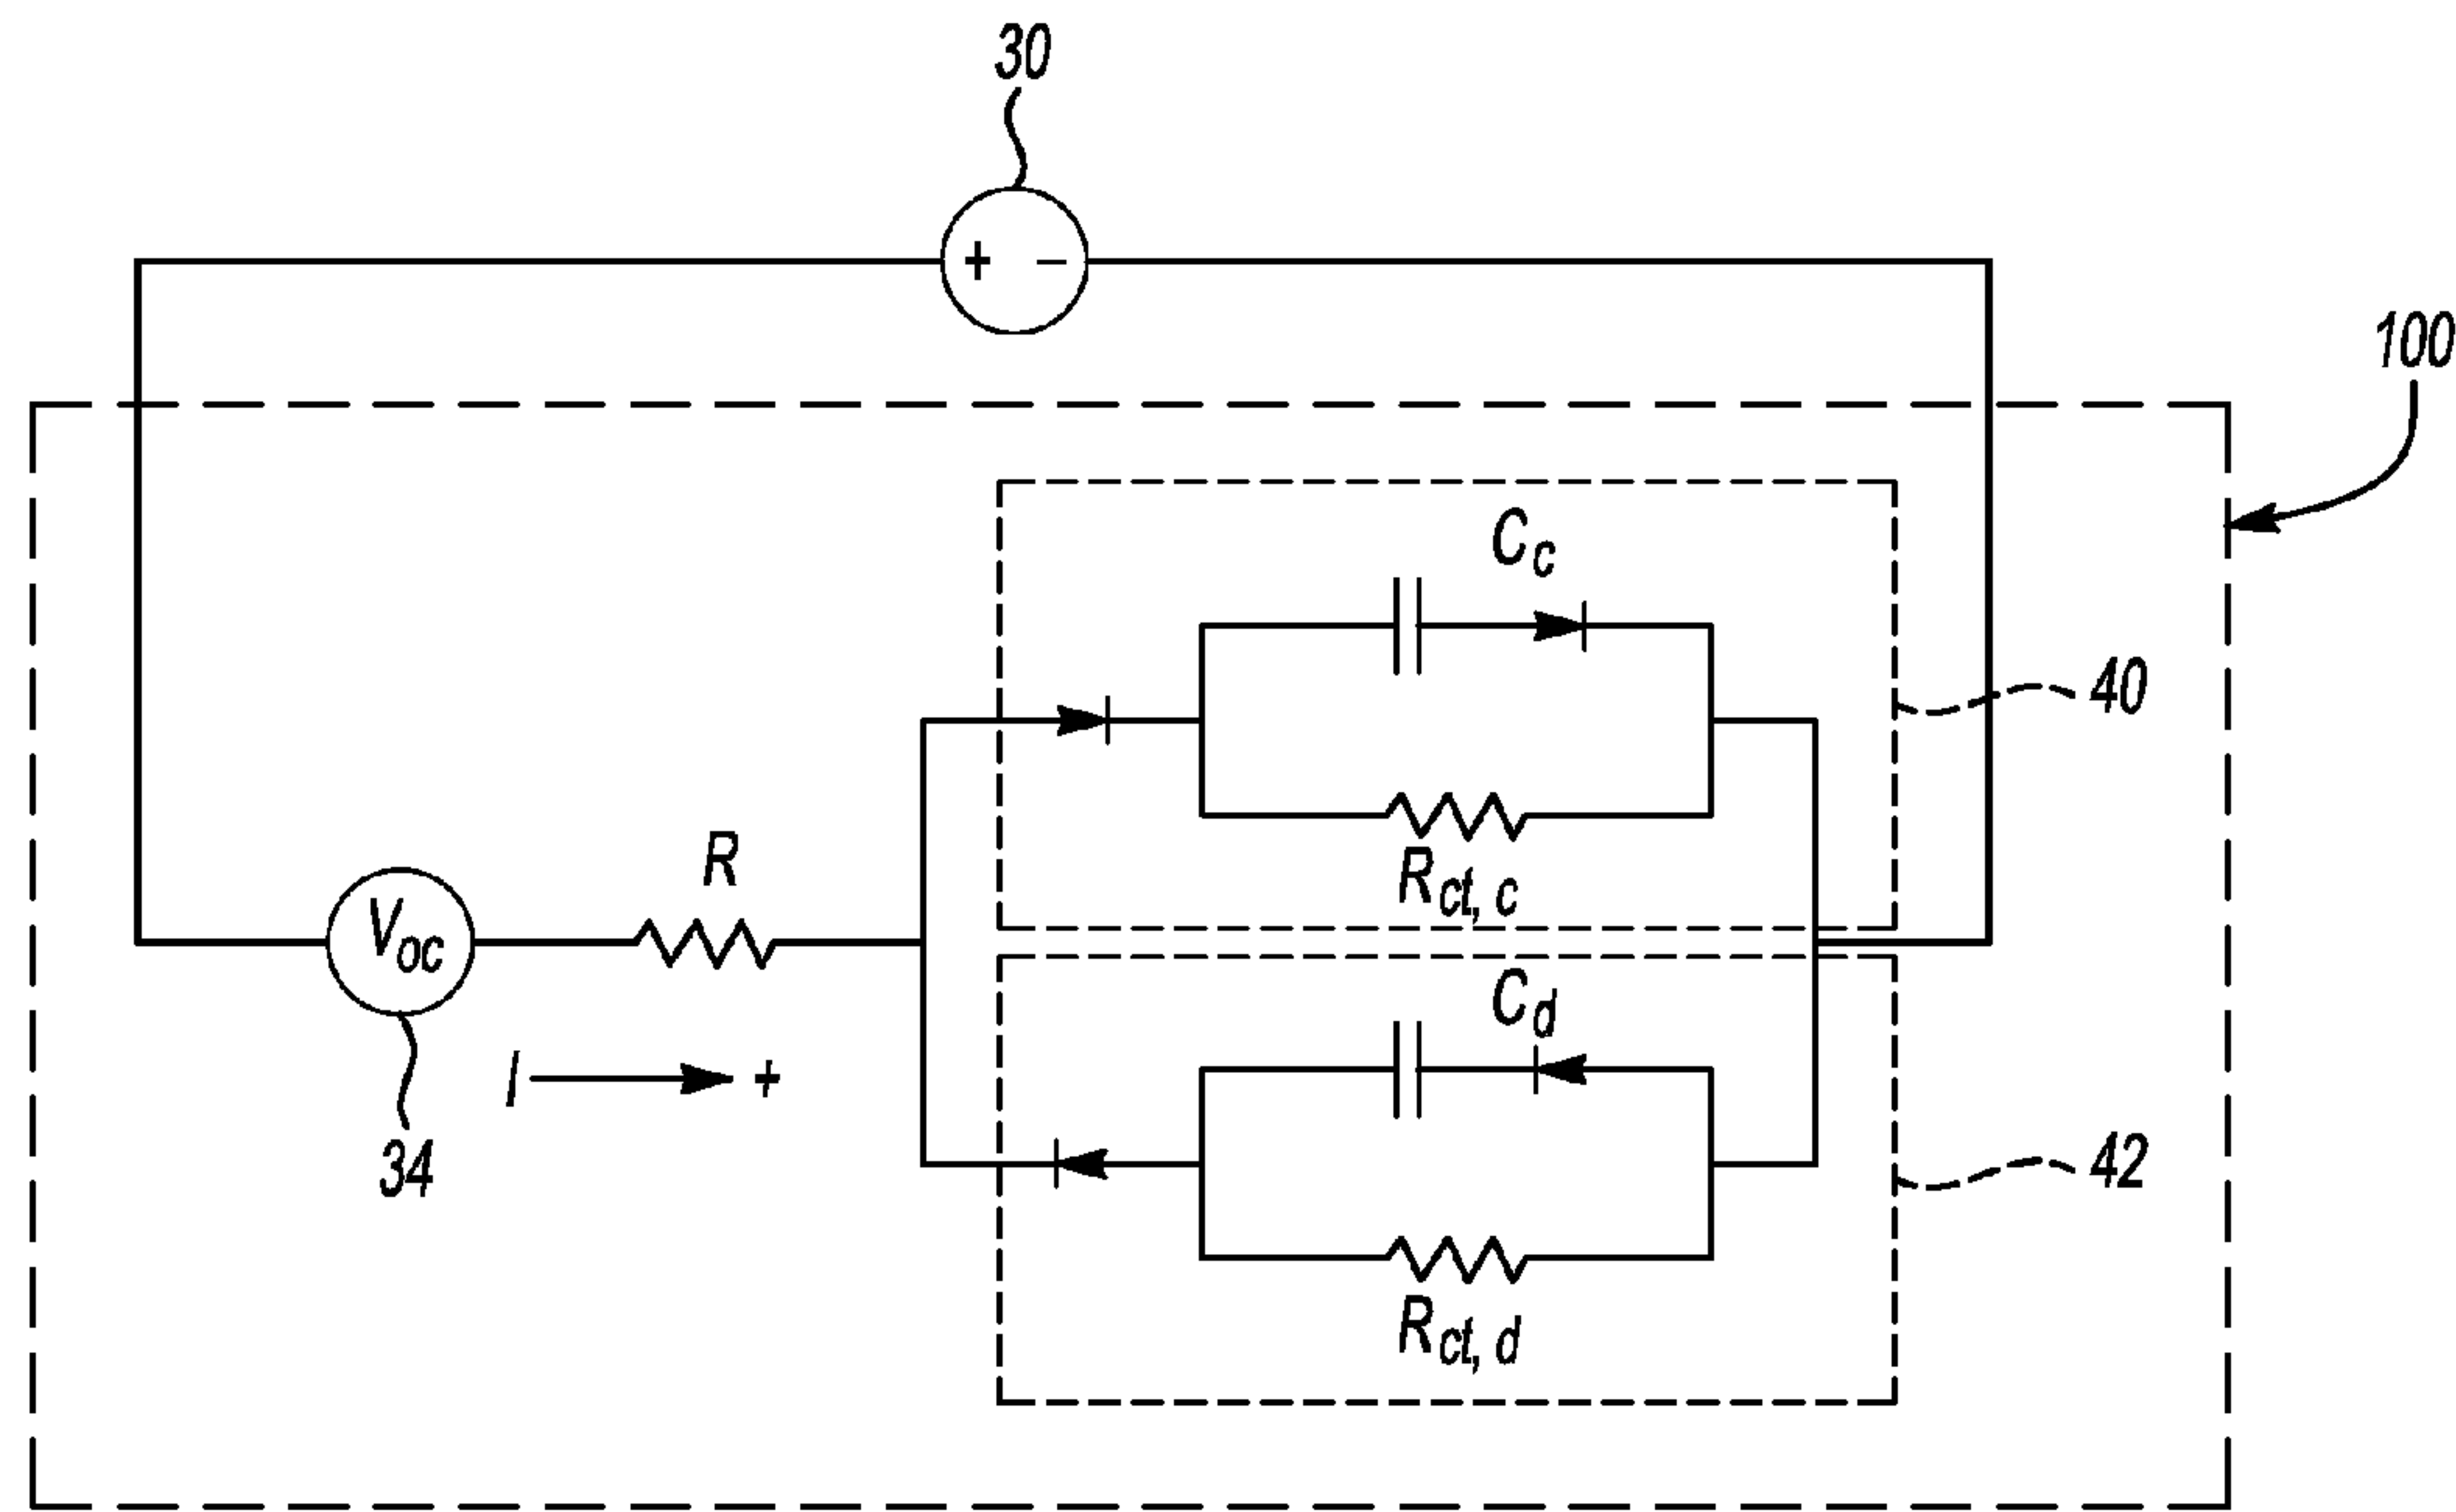 30
+ −
100
C_c
40
R
R_ct, c
V_oc
C_d
I +
34
42
R_ct, d